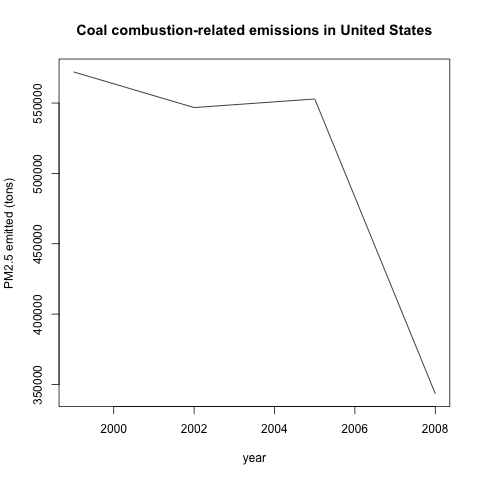 Coal combustion-related emissions in United States
PM2.5 emitted (tons)
550000
500000
450000
400000
350000
2000 2002 2004 2006 2008
year